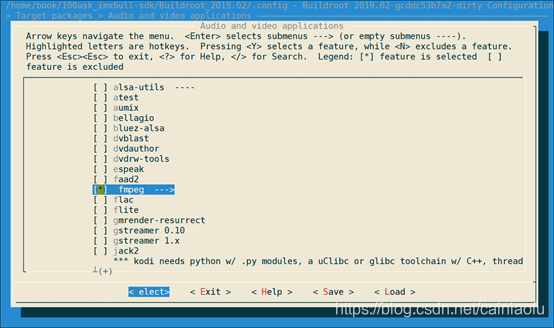 /home/book/100ask_imx6ull-sdk/Buildroot_2019.02/.config - Buildroot 2019.02-gcddc53b7a2-dirty Configuration
> Target packages > Audio and video applications
Audio and video applications
Arrow keys navigate the menu. <Enter> selects submenus ---> (or empty submenus ----).
Highlighted letters are hotkeys. Pressing <Y> selects a feature, while <N> excludes a feature.
Press <Esc><Esc> to exit, <?> for Help, </> for Search. Legend: [*] feature is selected [ ]
feature is excluded
[ ] alsa-utils ----
[ ] atest
[ ] aumix
[ ] bellagio
[ ] bluez-alsa
[ ] dvblast
[ ] dvdauthor
[ ] dvdrw-tools
[ ] espeak
[ ] faad2
[*] fmpeg --->
[ ] flac
[ ] flite
[ ] gmrender-resurrect
[ ] gstreamer 0.10
[ ] gstreamer 1.x
[ ] jack2
*** kodi needs python w/ .py modules, a uClibc or glibc toolchain w/ C++, thread
┴(+)
< elect> < Exit > < Help > < Save > < Load >
https://blog.csdn.net/caihaolu